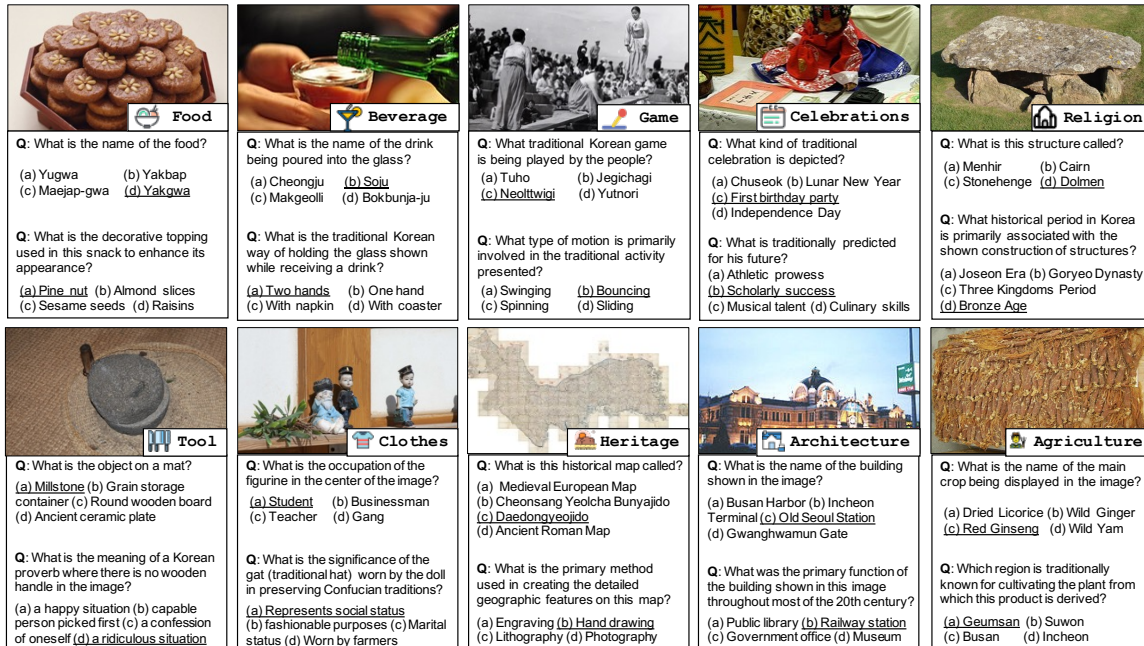 Food
Q: What is the name of the food?
(a) Yugwa (b) Yakbap
(c) Maejap-gwa (d) Yakgwa
Q: What is the decorative topping
used in this snack to enhance its
appearance?
(a) Pine nut (b) Almond slices
(c) Sesame seeds (d) Raisins
Beverage
Q: What is the name of the drink
being poured into the glass?
(a) Cheongju (b) Soju
(c) Makgeolli (d) Bokbunja-ju
Q: What is the traditional Korean
way of holding the glass shown
while receiving a drink?
(a) Two hands (b) One hand
(c) With napkin (d) With coaster
Game
Q: What traditional Korean game
is being played by the people?
(a) Tuho (b) Jegichagi
(c) Neolttwigi (d) Yutnori
Q: What type of motion is primarily
involved in the traditional activity
presented?
(a) Swinging (b) Bouncing
(c) Spinning (d) Sliding
Celebrations
Q: What kind of traditional
celebration is depicted?
(a) Chuseok (b) Lunar New Year
(c) First birthday party
(d) Independence Day
Q: What is traditionally predicted
for his future?
(a) Athletic prowess
(b) Scholarly success
(c) Musical talent (d) Culinary skills
Religion
Q: What is this structure called?
(a) Menhir (b) Cairn
(c) Stonehenge (d) Dolmen
Q: What historical period in Korea
is primarily associated with the
shown construction of structures?
(a) Joseon Era (b) Goryeo Dynasty
(c) Three Kingdoms Period
(d) Bronze Age
Tool
Q: What is the object on a mat?
(a) Millstone (b) Grain storage
container (c) Round wooden board
(d) Ancient ceramic plate
Q: What is the meaning of a Korean
proverb where there is no wooden
handle in the image?
(a) a happy situation (b) capable
person picked first (c) a confession
of oneself (d) a ridiculous situation
Clothes
Q: What is the occupation of the
figurine in the center of the image?
(a) Student (b) Businessman
(c) Teacher (d) Gang
Q: What is the significance of the
gat (traditional hat) worn by the doll
in preserving Confucian traditions?
(a) Represents social status
(b) fashionable purposes (c) Marital
status (d) Worn by farmers
Heritage
Q: What is this historical map called?
(a) Medieval European Map
(b) Cheonsang Yeolcha Bunyajido
(c) Daedongyeojido
(d) Ancient Roman Map
Q: What is the primary method
used in creating the detailed
geographic features on this map?
(a) Engraving (b) Hand drawing
(c) Lithography (d) Photography
Architecture
Q: What is the name of the building
shown in the image?
(a) Busan Harbor (b) Incheon
Terminal (c) Old Seoul Station
(d) Gwanghwamun Gate
Q: What was the primary function of
the building shown in this image
throughout most of the 20th century?
(a) Public library (b) Railway station
(c) Government office (d) Museum
Agriculture
Q: What is the name of the main
crop being displayed in the image?
(a) Dried Licorice (b) Wild Ginger
(c) Red Ginseng (d) Wild Yam
Q: Which region is traditionally
known for cultivating the plant from
which this product is derived?
(a) Geumsan (b) Suwon
(c) Busan (d) Incheon